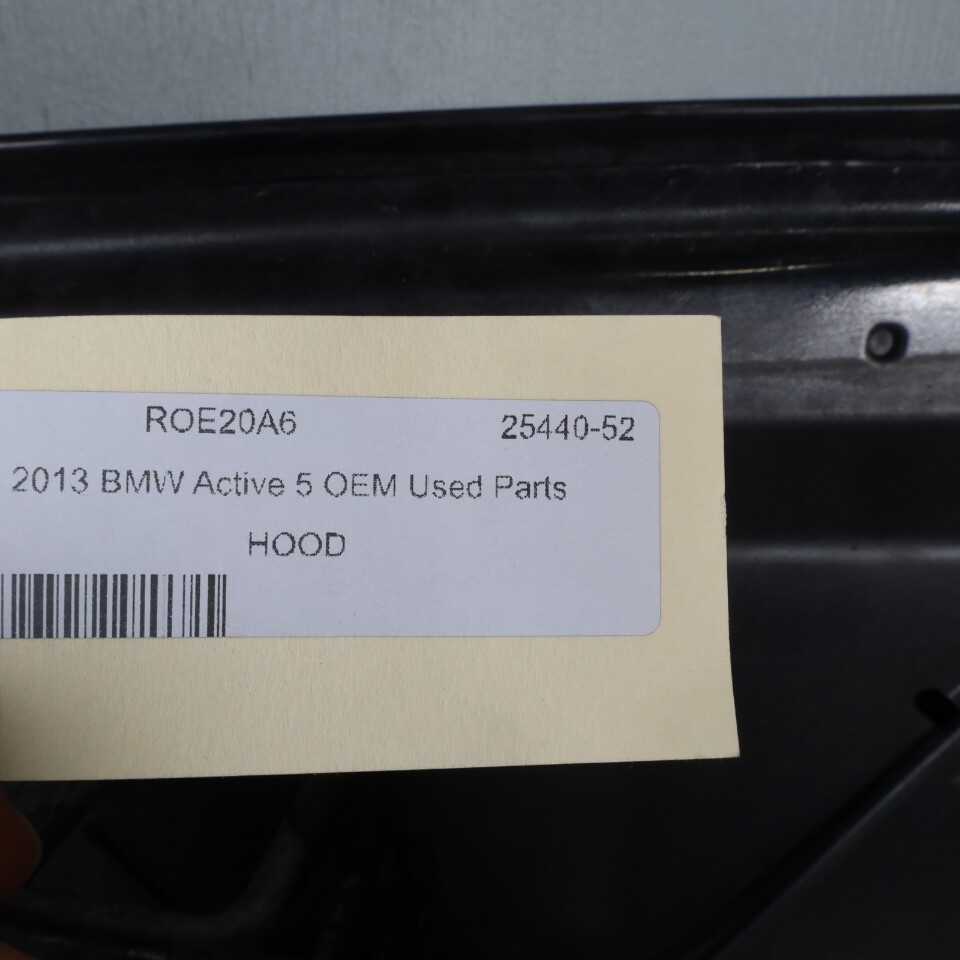 ROE20A6 25440-52
2013 BMW Active 5 OEM Used Parts
HOOD